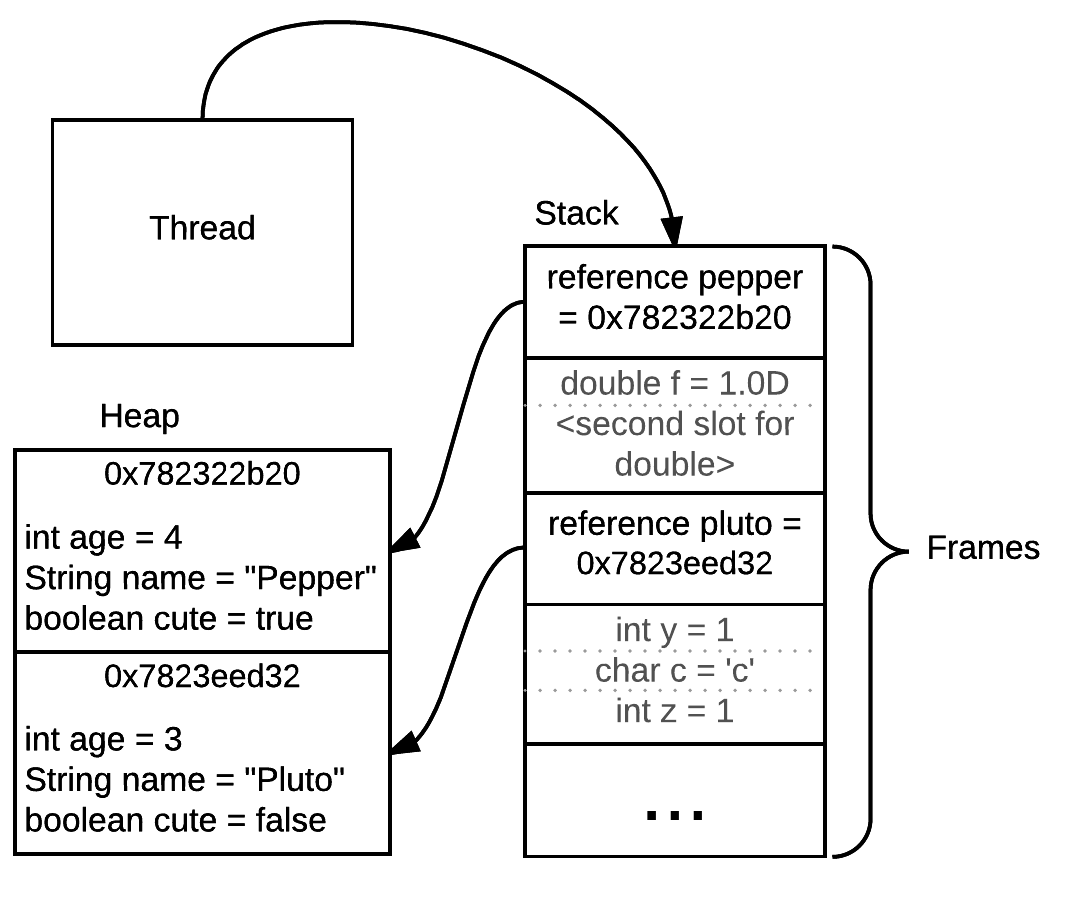 Thread
Stack
reference pepper
= 0x782322b20
double f = 1.0D
<second slot for
double>
reference pluto =
0x7823eed32
int y = 1
char c = 'c'
int z = 1
...
Frames
Heap
0x782322b20
int age = 4
String name = "Pepper"
boolean cute = true
0x7823eed32
int age = 3
String name = "Pluto"
boolean cute = false